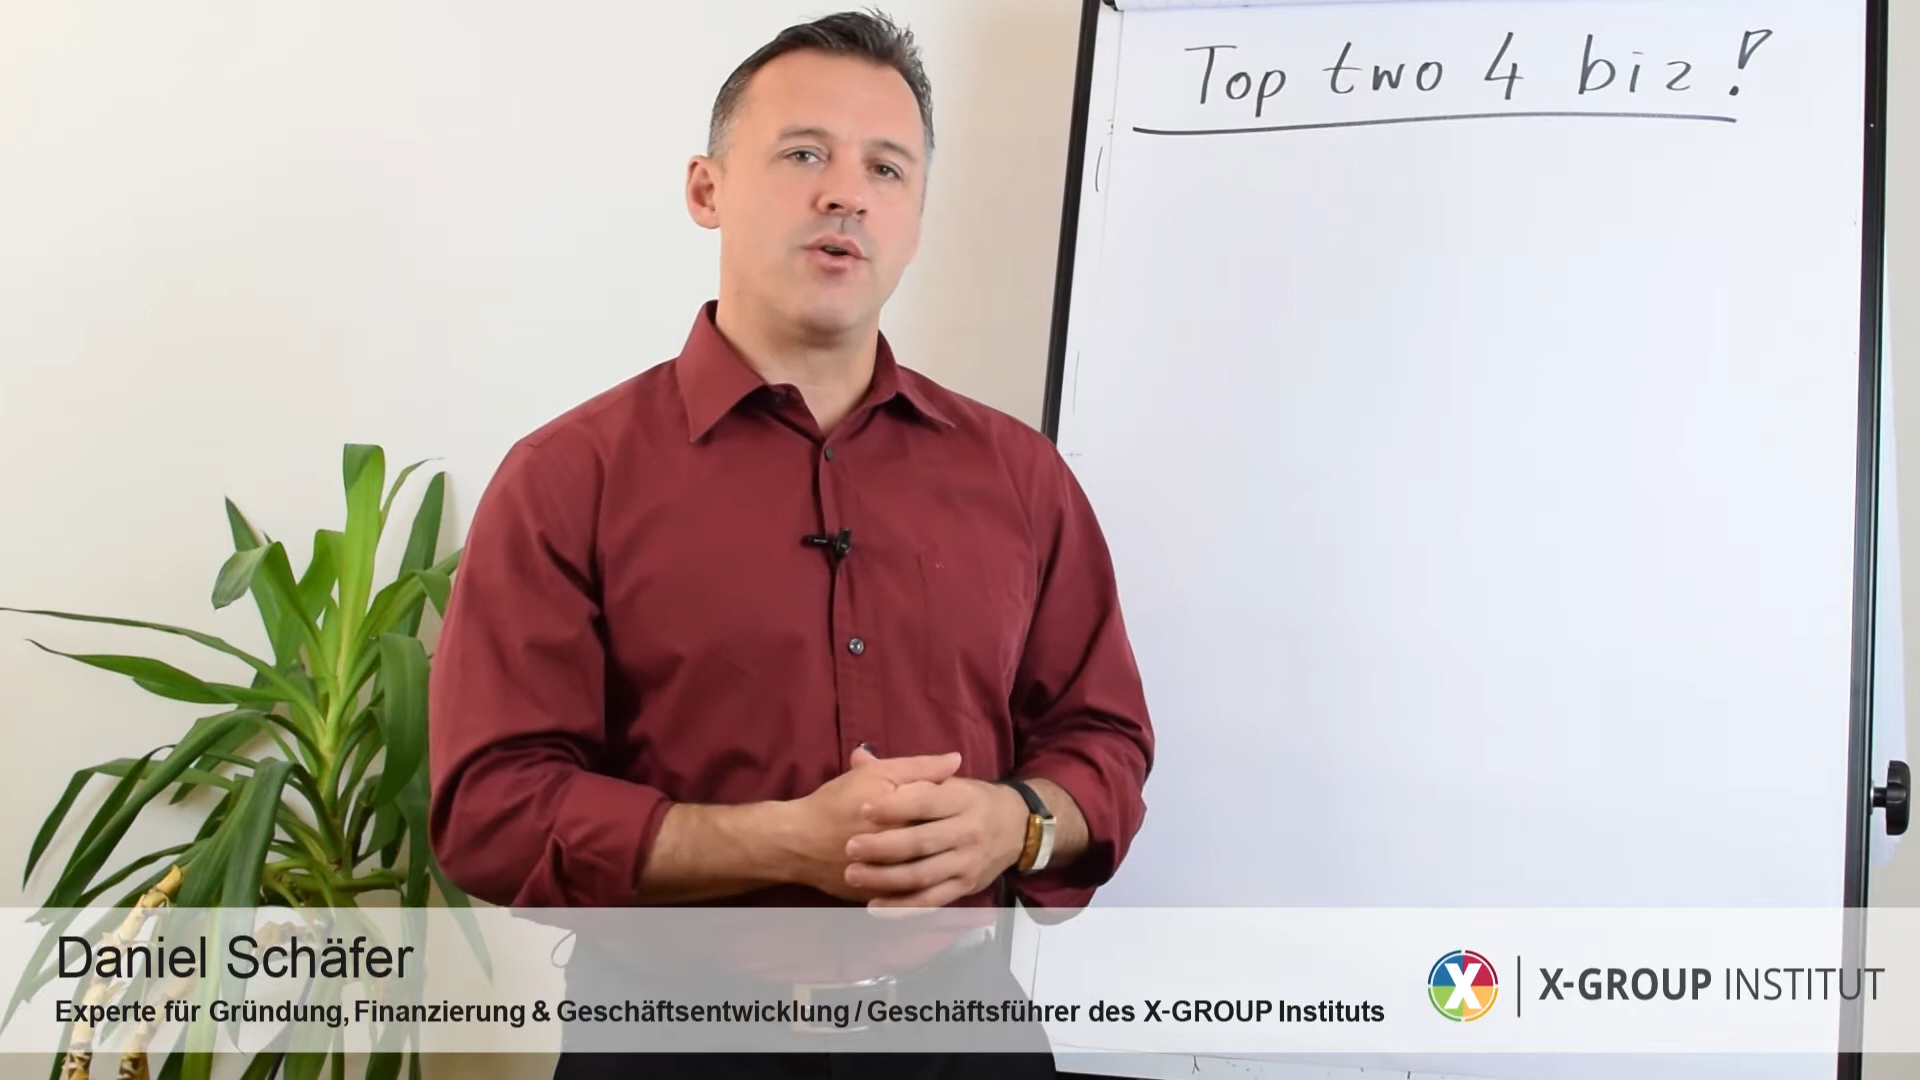 Top two 4 biz!
Daniel Schäfer
Experte für Gründung, Finanzierung & Geschäftsentwicklung / Geschäftsführer des X-GROUP Instituts
X | X-GROUP INSTITUT